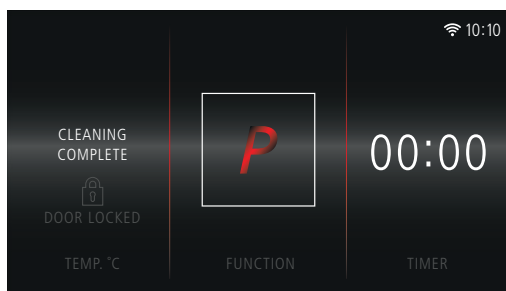 10:10
CLEANING
COMPLETE
P
00:00
DOOR LOCKED
TEMP. °C
FUNCTION
TIMER